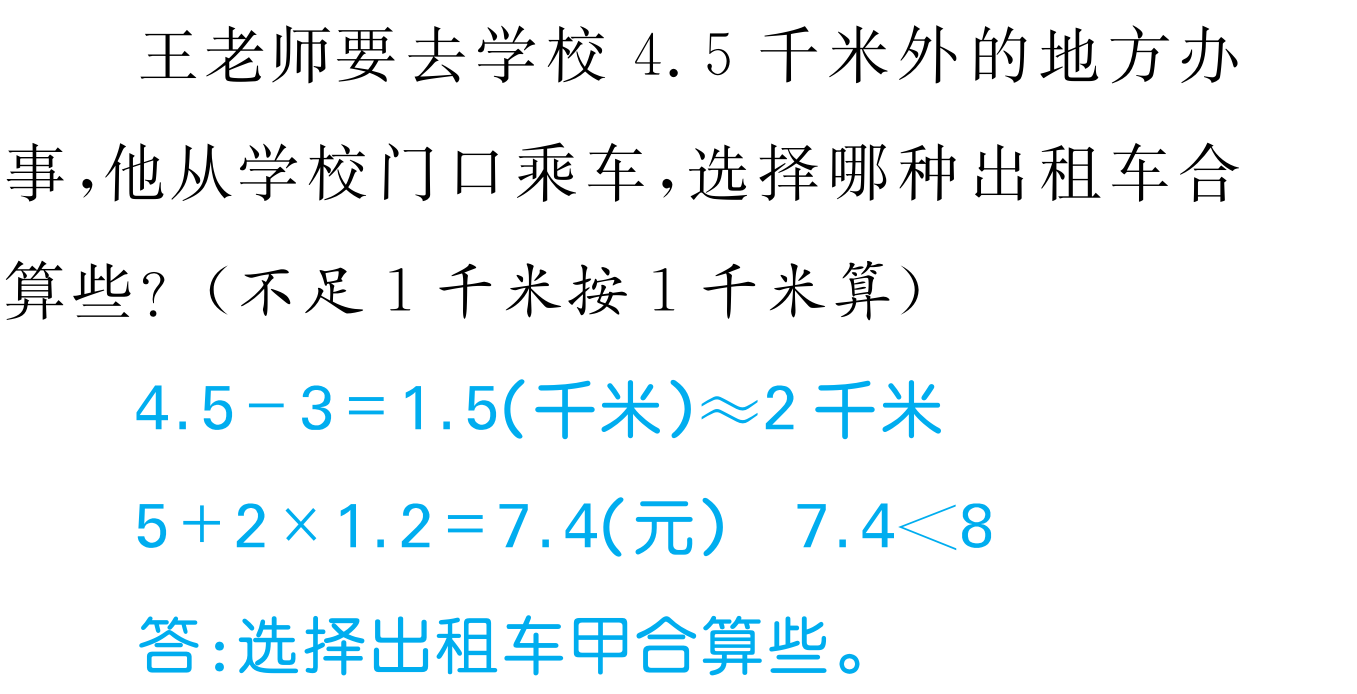 王老师要去学校 4.5 千米外的地方办
事,他从学校门口乘车,选择哪种出租车合
算些?(不足 1 千米按 1 千米算)
4.5-3=1.5(千米)≈2 千米
5+2×1.2=7.4(元) 7.4<8
答:选择出租车甲合算些。